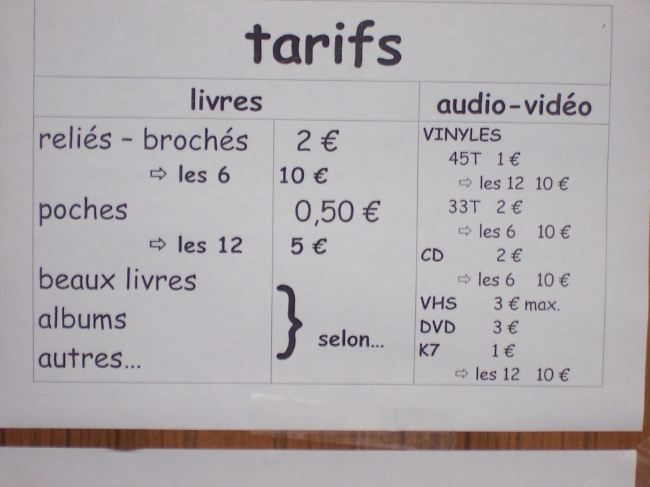 tarifs
livres
reliés - brochés 2 €
⇨ les 6 10 €
poches 0,50 €
⇨ les 12 5 €
beaux livres
albums
autres...
} selon...
audio-vidéo
VINYLES
45T 1 €
⇨ les 12 10 €
33T 2 €
⇨ les 6 10 €
CD 2 €
⇨ les 6 10 €
VHS 3 € max.
DVD 3 €
K7 1 €
⇨ les 12 10 €